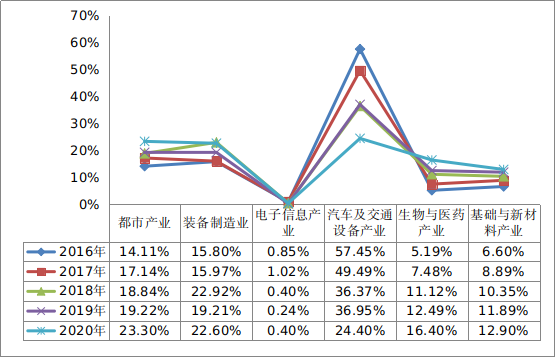 70%
60%
50%
40%
30%
20%
10%
0%
都市产业 装备制造业 电子信息产业 汽车及交通设备产业 生物与医药产业 基础与新材料产业
2016年 14.11% 15.80% 0.85% 57.45% 5.19% 6.60%
2017年 17.14% 15.97% 1.02% 49.49% 7.48% 8.89%
2018年 18.84% 22.92% 0.40% 36.37% 11.12% 10.35%
2019年 19.22% 19.21% 0.24% 36.95% 12.49% 11.89%
2020年 23.30% 22.60% 0.40% 24.40% 16.40% 12.90%